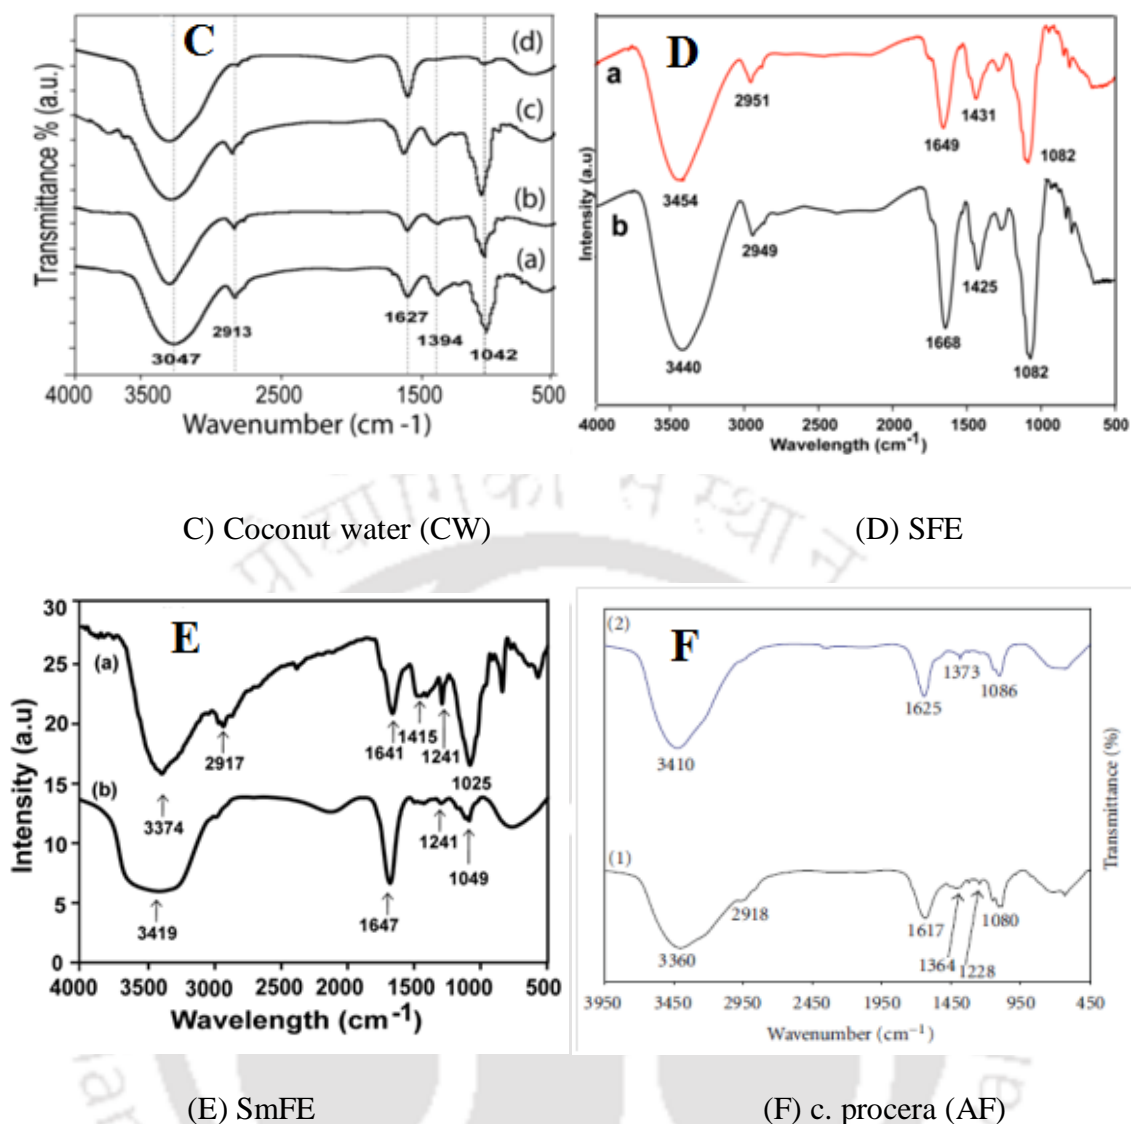 C
(d)
(c)
(b)
(a)
Transmittance % (a.u.)
3047
2913
1627
1394
1042
4000
3500
2500
1500
500
Wavenumber (cm -1)
D
a
2951
1649
1431
1082
3454
b
2949
1425
1668
1082
3440
Intensity (a.u)
4000 3500 3000 2500 2000 1500 1000 500
Wavelength (cm-1)
C) Coconut water (CW)
(D) SFE
E
30
25
20
15
10
5
0
Intensity (a.u)
(a)
2917
1641
1415
1241
1025
3374
(b)
1241
1049
3419
1647
4000 3500 3000 2500 2000 1500 1000 500
Wavelength (cm-1)
F
(2)
1373
1086
1625
3410
(1)
2918
1617
1080
1364
1228
3360
Transmittance (%)
3950 3450 2950 2450 1950 1450 950 450
Wavenumber (cm−1)
(E) SmFE
(F) c. procera (AF)